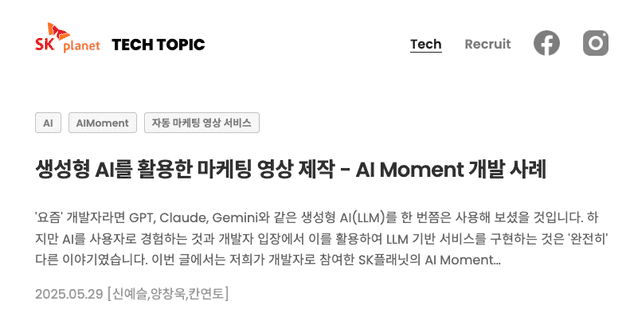 SK planet TECH TOPIC
Tech Recruit
AI AIMoment 자동 마케팅 영상 서비스
생성형 AI를 활용한 마케팅 영상 제작 - AI Moment 개발 사례
'요즘' 개발자라면 GPT, Claude, Gemini와 같은 생성형 AI(LLM)를 한 번쯤은 사용해 보셨을 것입니다. 하
지만 AI를 사용자로 경험하는 것과 개발자 입장에서 이를 활용하여 LLM 기반 서비스를 구현하는 것은 '완전히'
다른 이야기였습니다. 이번 글에서는 저희가 개발자로 참여한 SK플래닛의 AI Moment...
2025.05.29 [신예슬,양창욱,칸연토]